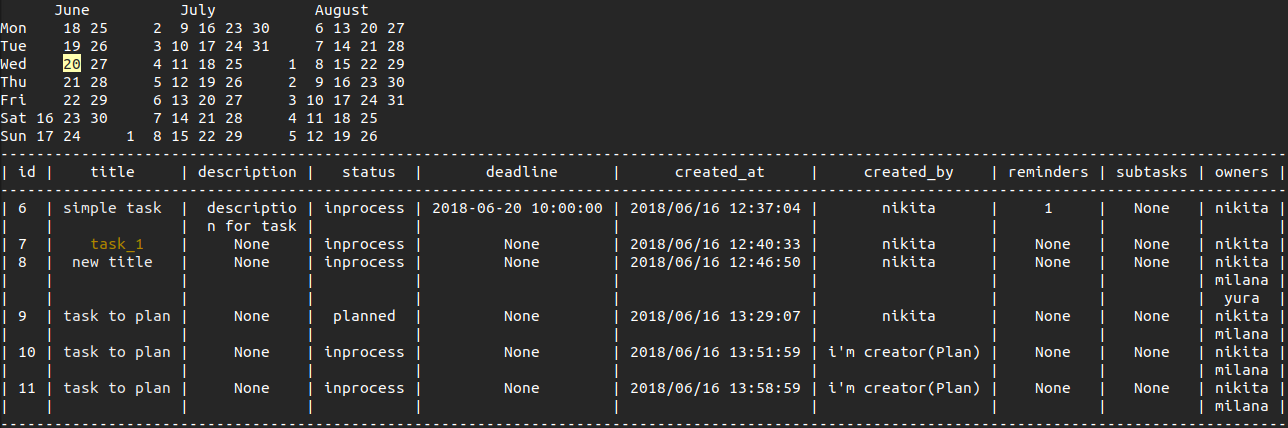 June          July           August
Mon    18 25     2  9 16 23 30     6 13 20 27
Tue    19 26     3 10 17 24 31     7 14 21 28
Wed    20 27     4 11 18 25     1  8 15 22 29
Thu    21 28     5 12 19 26     2  9 16 23 30
Fri    22 29     6 13 20 27     3 10 17 24 31
Sat 16 23 30     7 14 21 28     4 11 18 25
Sun 17 24     1  8 15 22 29     5 12 19 26
| id | title | description | status | deadline | created_at | created_by | reminders | subtasks | owners |
| 6 | simple task | descriptio | inprocess | 2018-06-20 10:00:00 | 2018/06/16 12:37:04 | nikita | 1 | None | nikita |
| | | n for task | | | | | | | |
| 7 | task_1 | None | inprocess | None | 2018/06/16 12:40:33 | nikita | None | None | nikita |
| 8 | new title | None | inprocess | None | 2018/06/16 12:46:50 | nikita | None | None | nikita |
| | | | | | | | | | milana |
| | | | | | | | | | yura |
| 9 | task to plan | None | planned | None | 2018/06/16 13:29:07 | nikita | None | None | nikita |
| | | | | | | | | | milana |
| 10 | task to plan | None | inprocess | None | 2018/06/16 13:51:59 | i'm creator(Plan) | None | None | nikita |
| | | | | | | | | | milana |
| 11 | task to plan | None | inprocess | None | 2018/06/16 13:58:59 | i'm creator(Plan) | None | None | nikita |
| | | | | | | | | | milana |